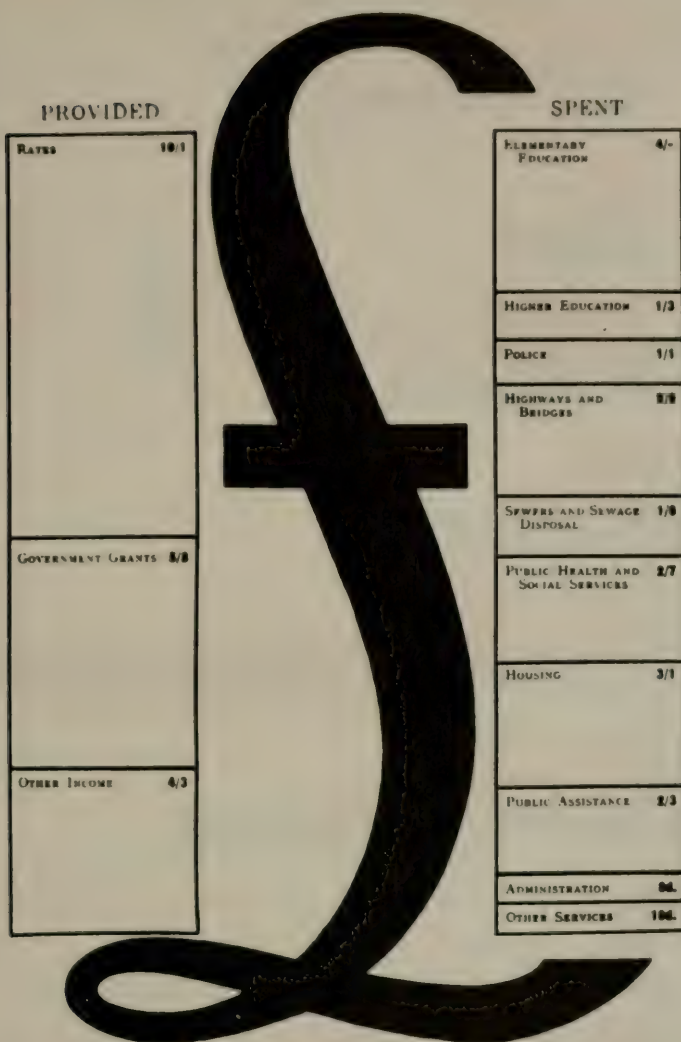 PROVIDED
SPENT
RATES 10/1
GOVERNMENT GRANTS 5/8
OTHER INCOME 4/3
ELEMENTARY 4/-
EDUCATION
HIGHER EDUCATION 1/3
POLICE 1/1
HIGHWAYS AND
BRIDGES
SEWERS AND SEWAGE
DISPOSAL
PUBLIC HEALTH AND 2/7
SOCIAL SERVICES
HOUSING 3/1
PUBLIC ASSISTANCE 2/3
ADMINISTRATION
OTHER SERVICES 10d.